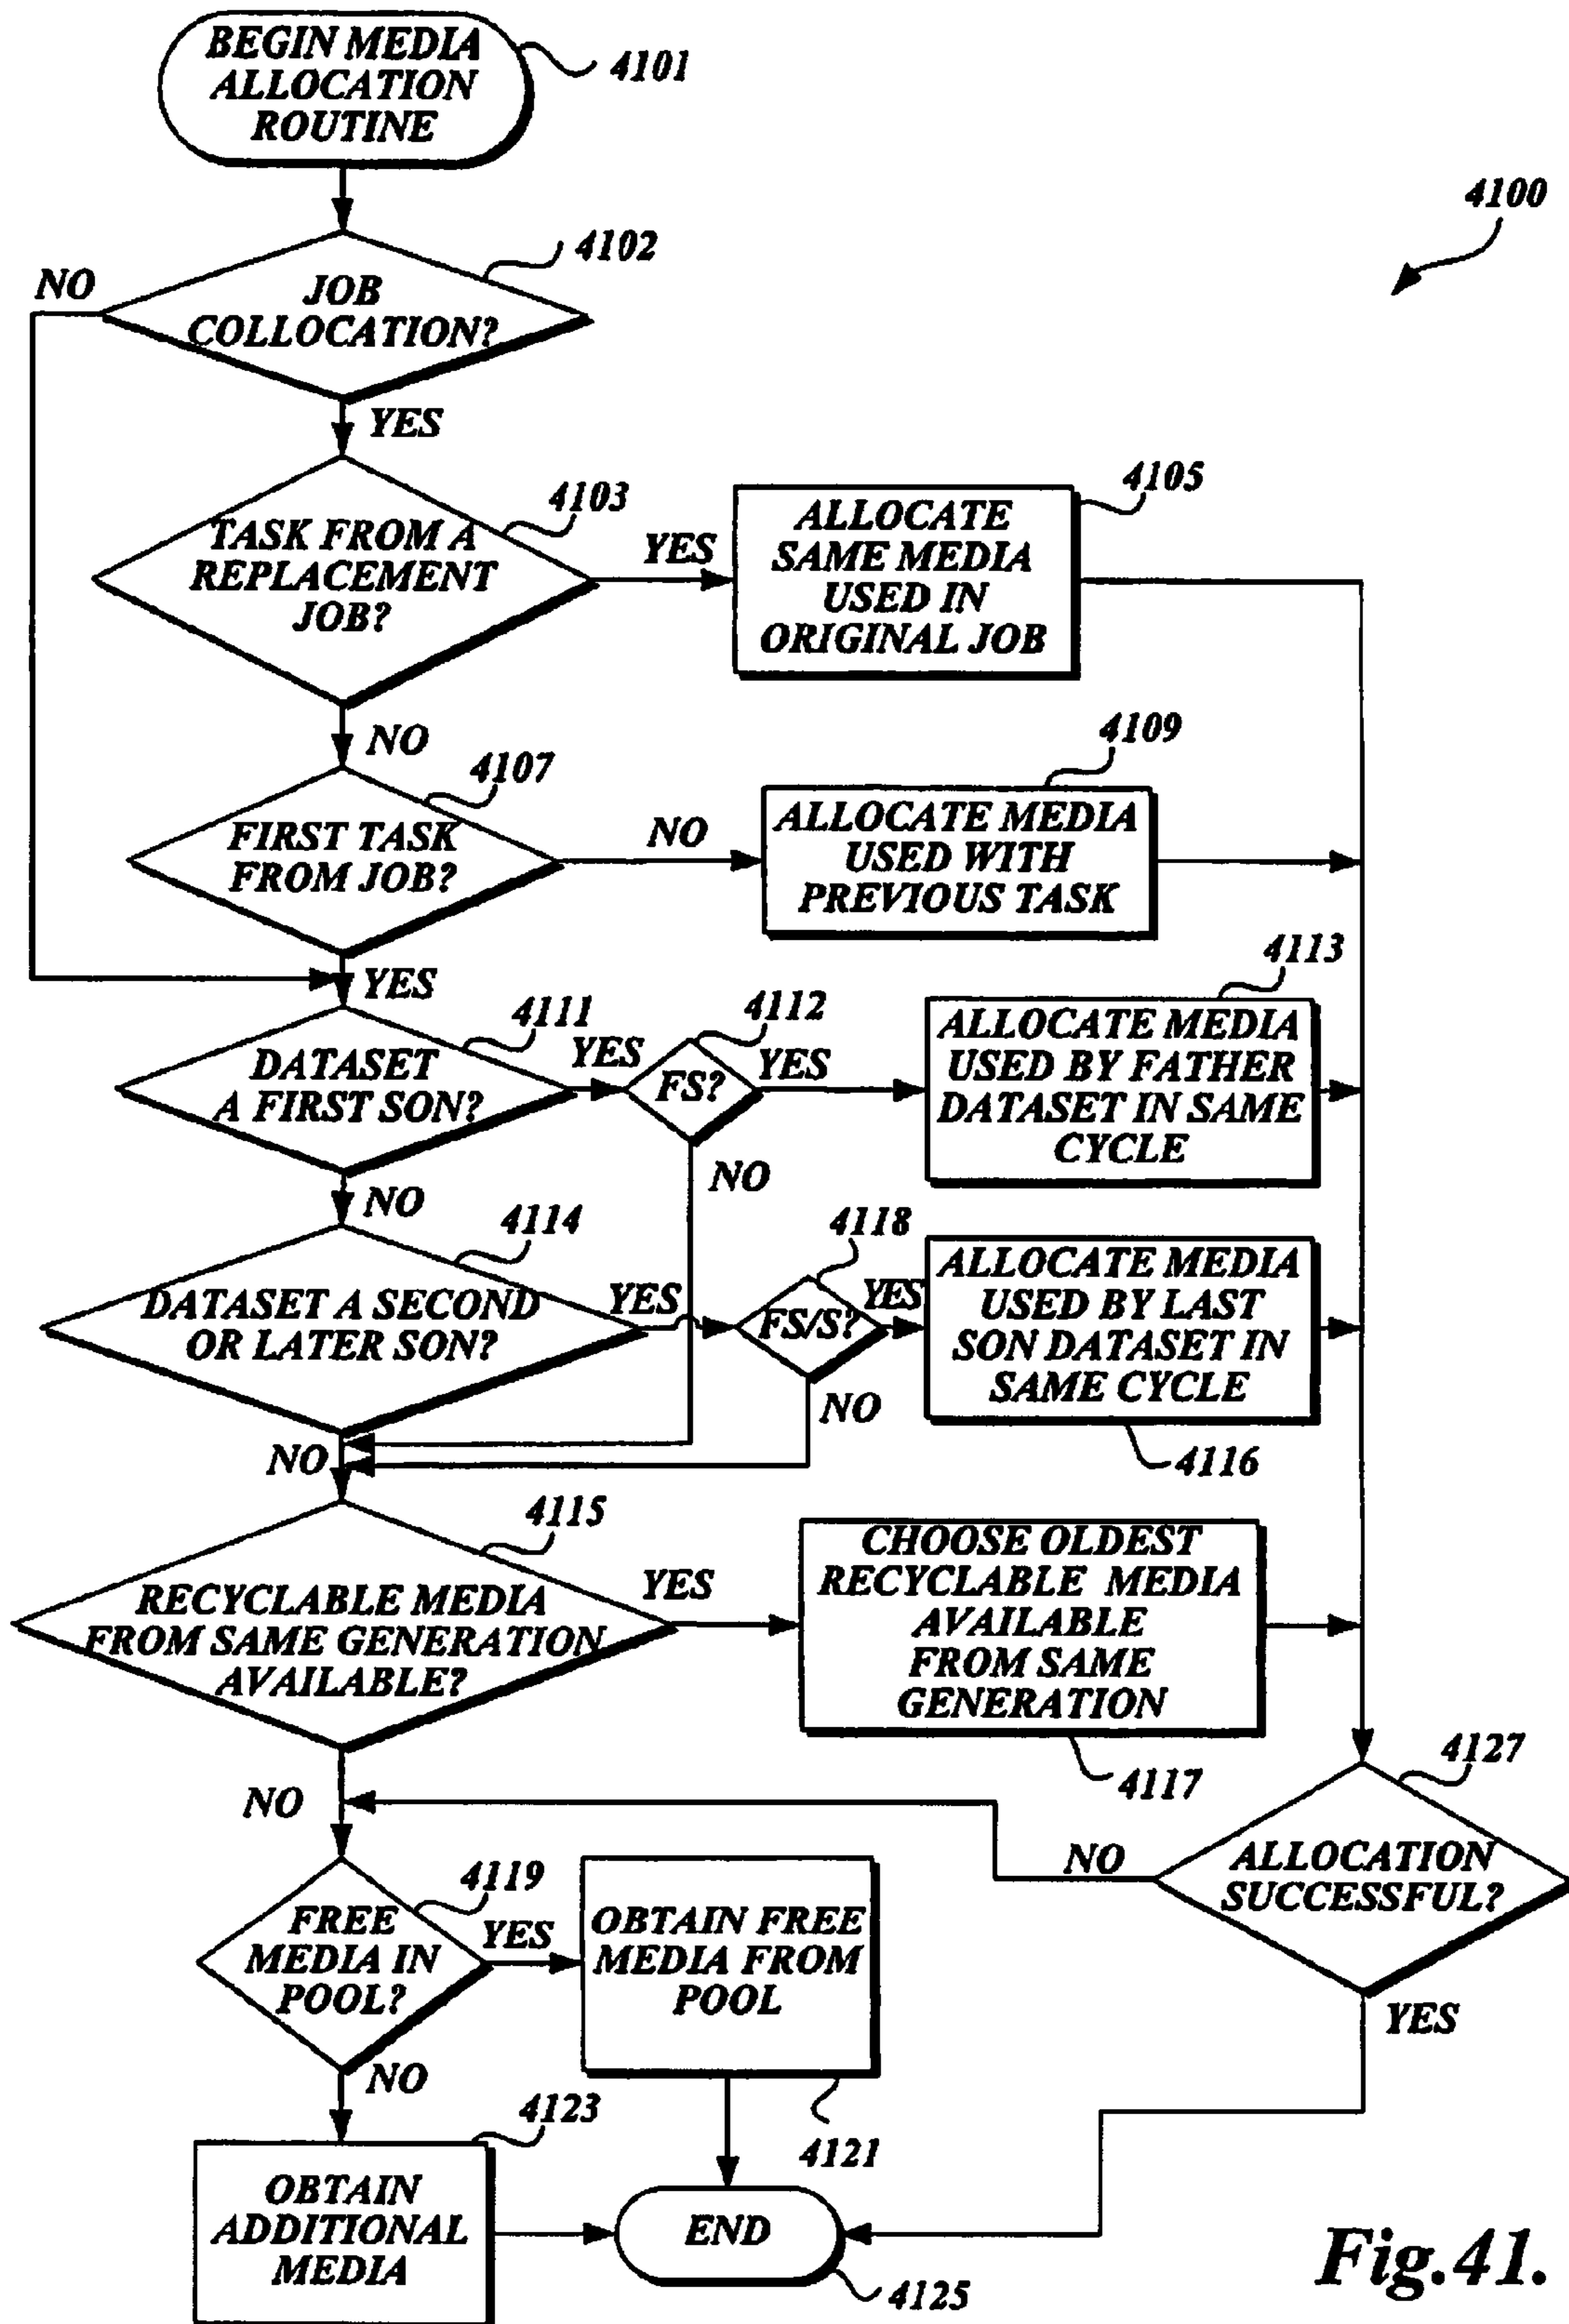 BEGIN MEDIA
ALLOCATION
ROUTINE
4101
4100
4102
NO
JOB
COLLOCATION?
YES
4103
TASK FROM A
REPLACEMENT
JOB?
YES
4105
ALLOCATE
SAME MEDIA
USED IN
ORIGINAL JOB
NO
4107
FIRST TASK
FROM JOB?
NO
4109
ALLOCATE MEDIA
USED WITH
PREVIOUS TASK
YES
4111
DATASET
A FIRST SON?
YES
4112
FS?
YES
4113
ALLOCATE MEDIA
USED BY FATHER
DATASET IN SAME
CYCLE
NO
NO
4114
DATASET A SECOND
OR LATER SON?
YES
4118
FS/S?
YES
ALLOCATE MEDIA
USED BY LAST
SON DATASET IN
SAME CYCLE
4116
NO
NO
4115
RECYCLABLE MEDIA
FROM SAME GENERATION
AVAILABLE?
YES
CHOOSE OLDEST
RECYCLABLE MEDIA
AVAILABLE
FROM SAME
GENERATION
4117
NO
4127
ALLOCATION
SUCCESSFUL?
NO
YES
4119
FREE
MEDIA IN
POOL?
YES
OBTAIN FREE
MEDIA FROM
POOL
4121
NO
4123
OBTAIN
ADDITIONAL
MEDIA
END
4125
Fig.41.